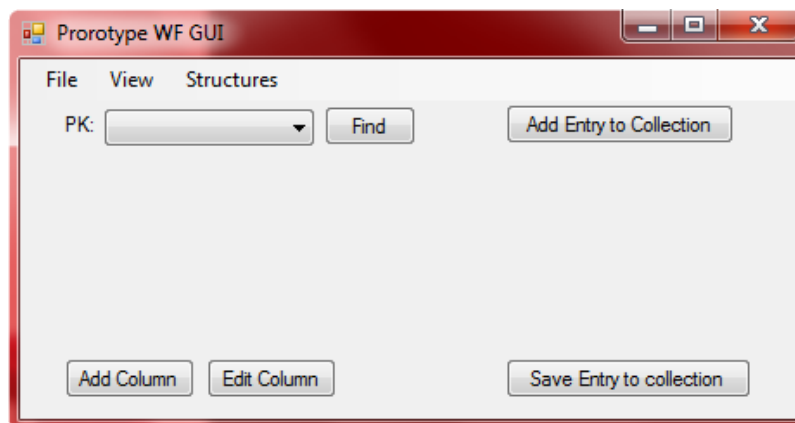 Prorotype WF GUI
File View Structures
PK: Find Add Entry to Collection
Add Column Edit Column Save Entry to collection